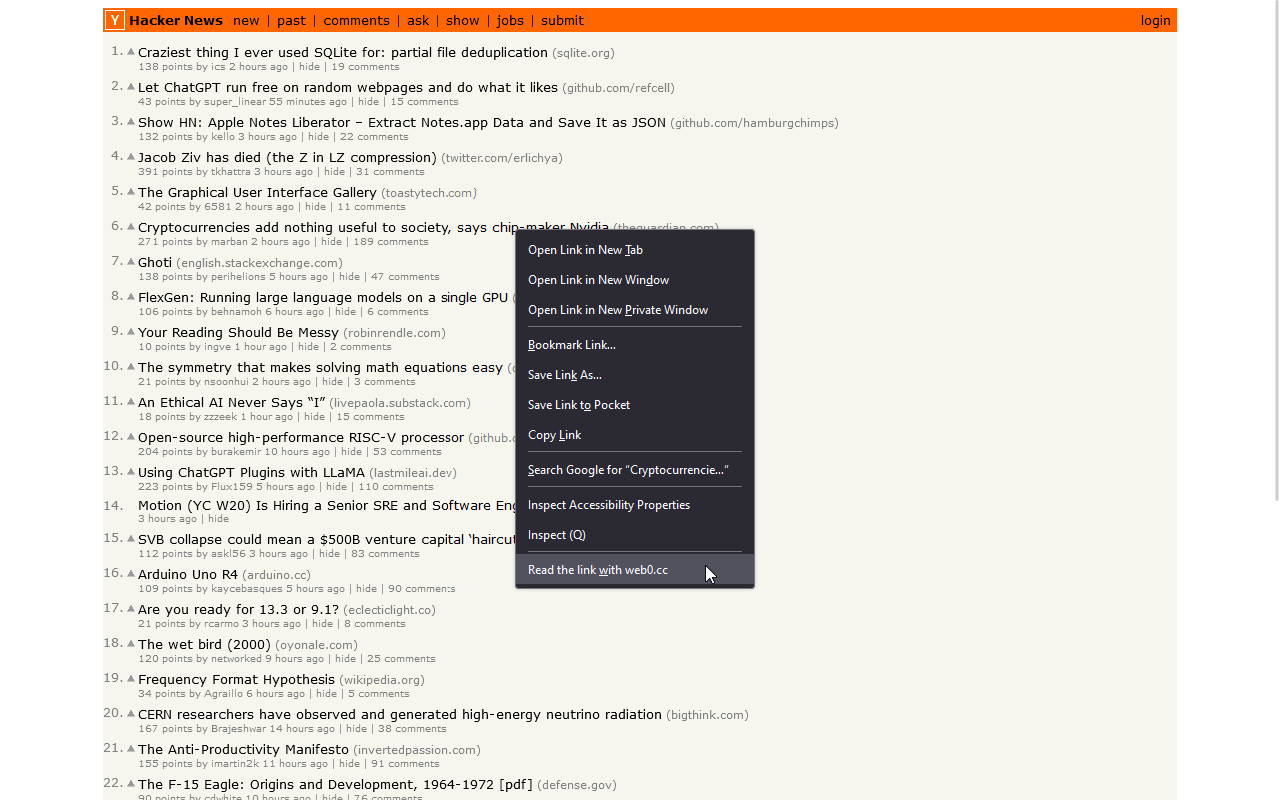 Y Hacker News new | past | comments | ask | show | jobs | submit login
1. Craziest thing I ever used SQLite for: partial file deduplication (sqlite.org)
138 points by ics 2 hours ago | hide | 19 comments
2. Let ChatGPT run free on random webpages and do what it likes (github.com/refcell)
43 points by super_linear 55 minutes ago | hide | 15 comments
3. Show HN: Apple Notes Liberator – Extract Notes.app Data and Save It as JSON (github.com/hamburgchimps)
132 points by kello 3 hours ago | hide | 22 comments
4. Jacob Ziv has died (the Z in LZ compression) (twitter.com/erlichya)
391 points by tkhattra 3 hours ago | hide | 31 comments
5. The Graphical User Interface Gallery (toastytech.com)
42 points by 6581 2 hours ago | hide | 11 comments
6. Cryptocurrencies add nothing useful to society, says chip-maker Nvidia (theguardian.com)
271 points by marban 2 hours ago | hide | 189 comments
7. Ghoti (english.stackexchange.com)
138 points by perihelions 5 hours ago | hide | 47 comments
8. FlexGen: Running large language models on a single GPU (
106 points by behnamoh 6 hours ago | hide | 6 comments
9. Your Reading Should Be Messy (robinrendle.com)
10 points by ingve 1 hour ago | hide | 2 comments
10. The symmetry that makes solving math equations easy (
21 points by nsoonhui 2 hours ago | hide | 3 comments
11. An Ethical AI Never Says “I” (livepaola.substack.com)
18 points by zzzeek 1 hour ago | hide | 15 comments
12. Open-source high-performance RISC-V processor (github.
204 points by burakemir 10 hours ago | hide | 53 comments
13. Using ChatGPT Plugins with LLaMA (lastmileai.dev)
223 points by Flux159 5 hours ago | hide | 110 comments
14. Motion (YC W20) Is Hiring a Senior SRE and Software Eng
3 hours ago | hide
15. SVB collapse could mean a $500B venture capital ‘haircut
112 points by askl56 3 hours ago | hide | 83 comments
16. Arduino Uno R4 (arduino.cc)
109 points by kaycebasques 5 hours ago | hide | 90 comments
17. Are you ready for 13.3 or 9.1? (eclecticlight.co)
21 points by rcarmo 3 hours ago | hide | 8 comments
18. The wet bird (2000) (oyonale.com)
120 points by networked 9 hours ago | hide | 25 comments
19. Frequency Format Hypothesis (wikipedia.org)
34 points by Agraillo 6 hours ago | hide | 5 comments
20. CERN researchers have observed and generated high-energy neutrino radiation (bigthink.com)
167 points by Brajeshwar 14 hours ago | hide | 38 comments
21. The Anti-Productivity Manifesto (invertedpassion.com)
155 points by imartin2k 11 hours ago | hide | 91 comments
22. The F-15 Eagle: Origins and Development, 1964-1972 [pdf] (defense.gov)
90 points by cdwhite 10 hours ago | hide | 76 comments
Open Link in New Tab
Open Link in New Window
Open Link in New Private Window
Bookmark Link...
Save Link As...
Save Link to Pocket
Copy Link
Search Google for “Cryptocurrencie...”
Inspect Accessibility Properties
Inspect (Q)
Read the link with web0.cc